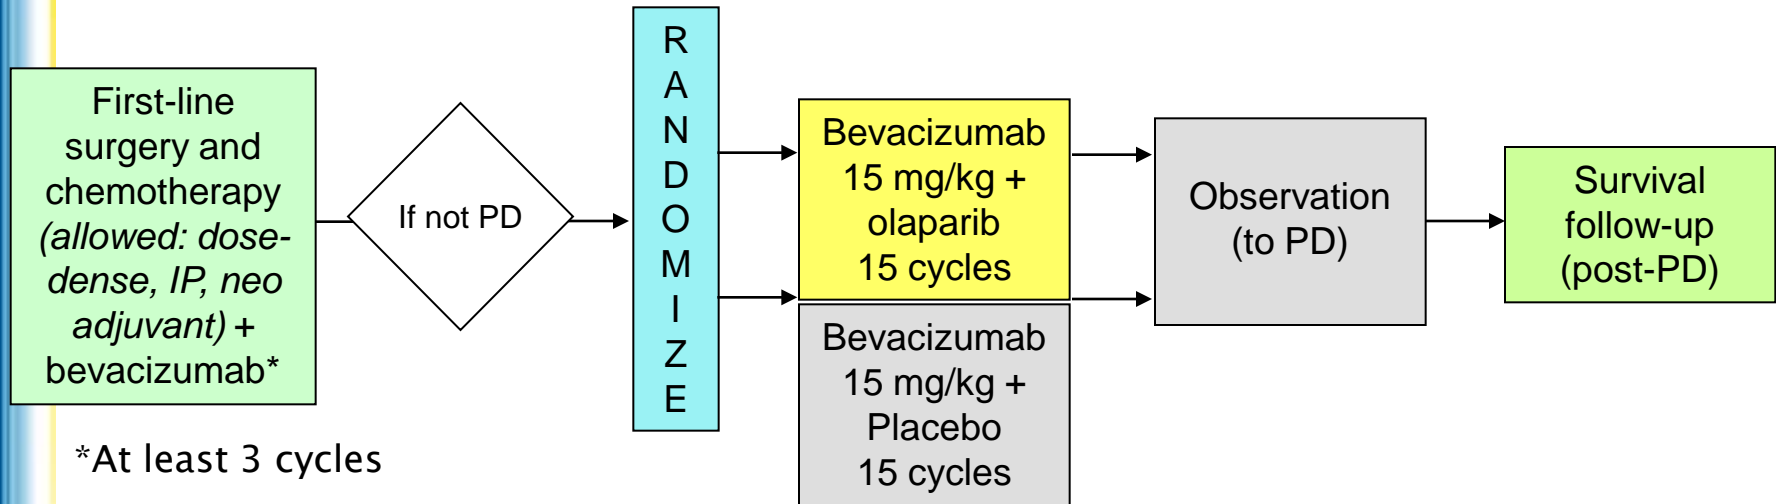 First-line
surgery and
chemotherapy
(allowed: dose-
dense, IP, neo
adjuvant) +
bevacizumab*
If not PD
R
A
N
D
O
M
I
Z
E
Bevacizumab
15 mg/kg +
olaparib
15 cycles
Bevacizumab
15 mg/kg +
Placebo
15 cycles
Observation
(to PD)
Survival
follow-up
(post-PD)
*At least 3 cycles